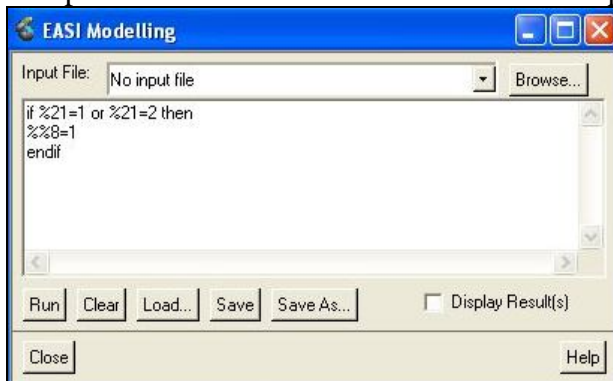 EASI Modelling
Input File: No input file Browse...
if %21=1 or %21=2 then
%%8=1
endif
Run Clear Load... Save Save As... Display Result(s)
Close Help